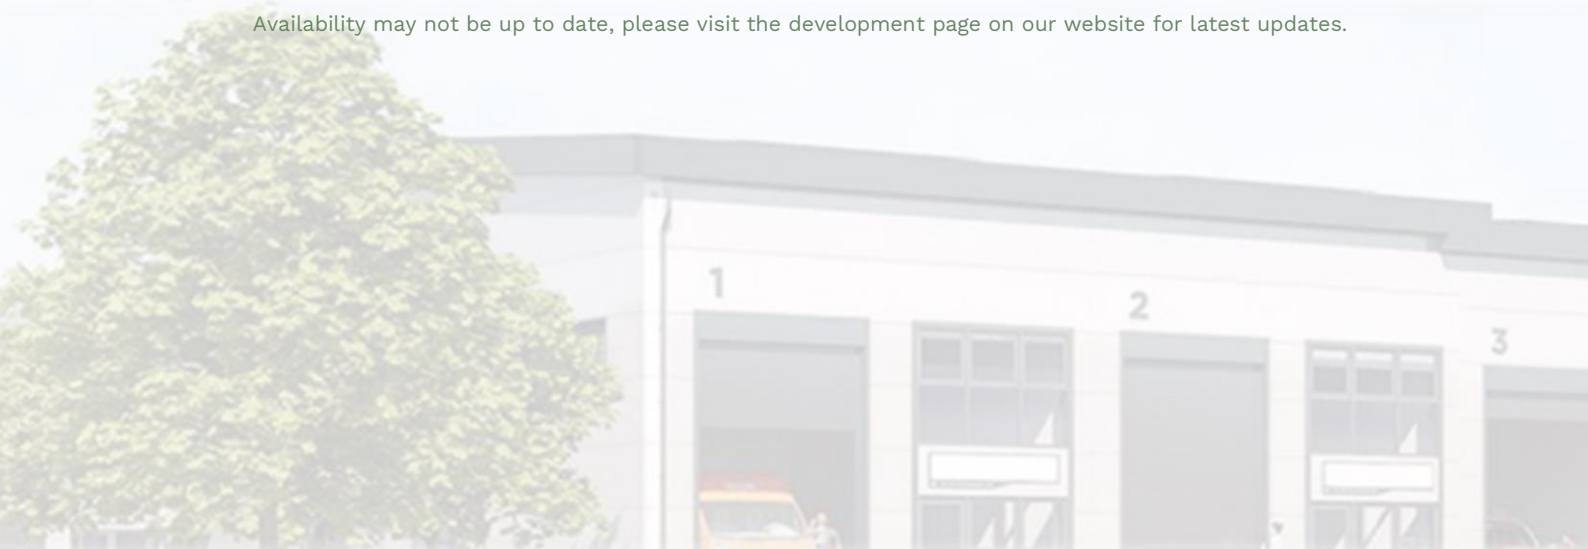 Availability may not be up to date, please visit the development page on our website for latest updates.
1
2
3